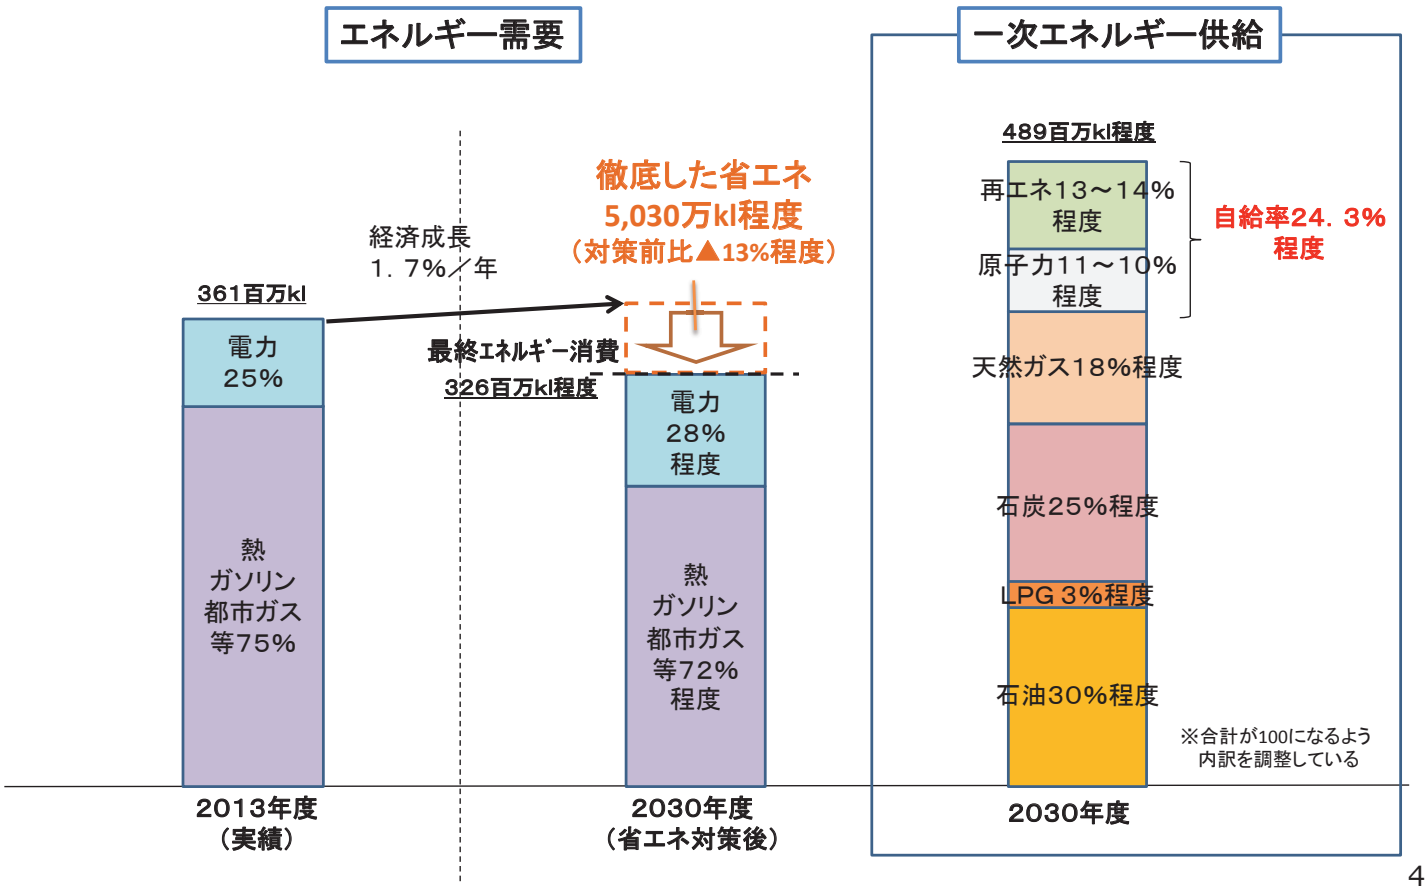 エネルギー需要
一次エネルギー供給
361百万kl
電力
25%
熱
ガソリン
都市ガス
等75%
2013年度
(実績)
経済成長
1.7%/年
徹底した省エネ
5,030万kl程度
(対策前比▲13%程度)
最終エネルギー消費
326百万kl程度
電力
28%
程度
熱
ガソリン
都市ガス
等72%
程度
2030年度
(省エネ対策後)
489百万kl程度
再エネ13~14%
程度
原子力11~10%
程度
天然ガス18%程度
石炭25%程度
LPG 3%程度
石油30%程度
2030年度
自給率24.3%
程度
※合計が100になるよう
内訳を調整している
4